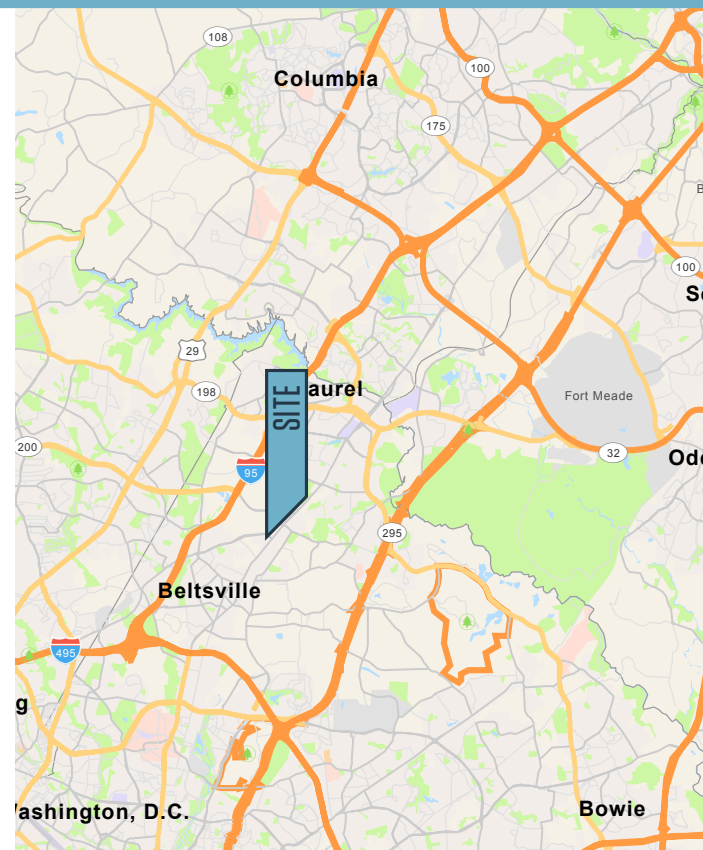 108
Columbia
100
175
B
100
So
29
198
SITE
aurel
Fort Meade
200
95
32
Ode
295
Beltsville
495
g
ashington, D.C.
Bowie